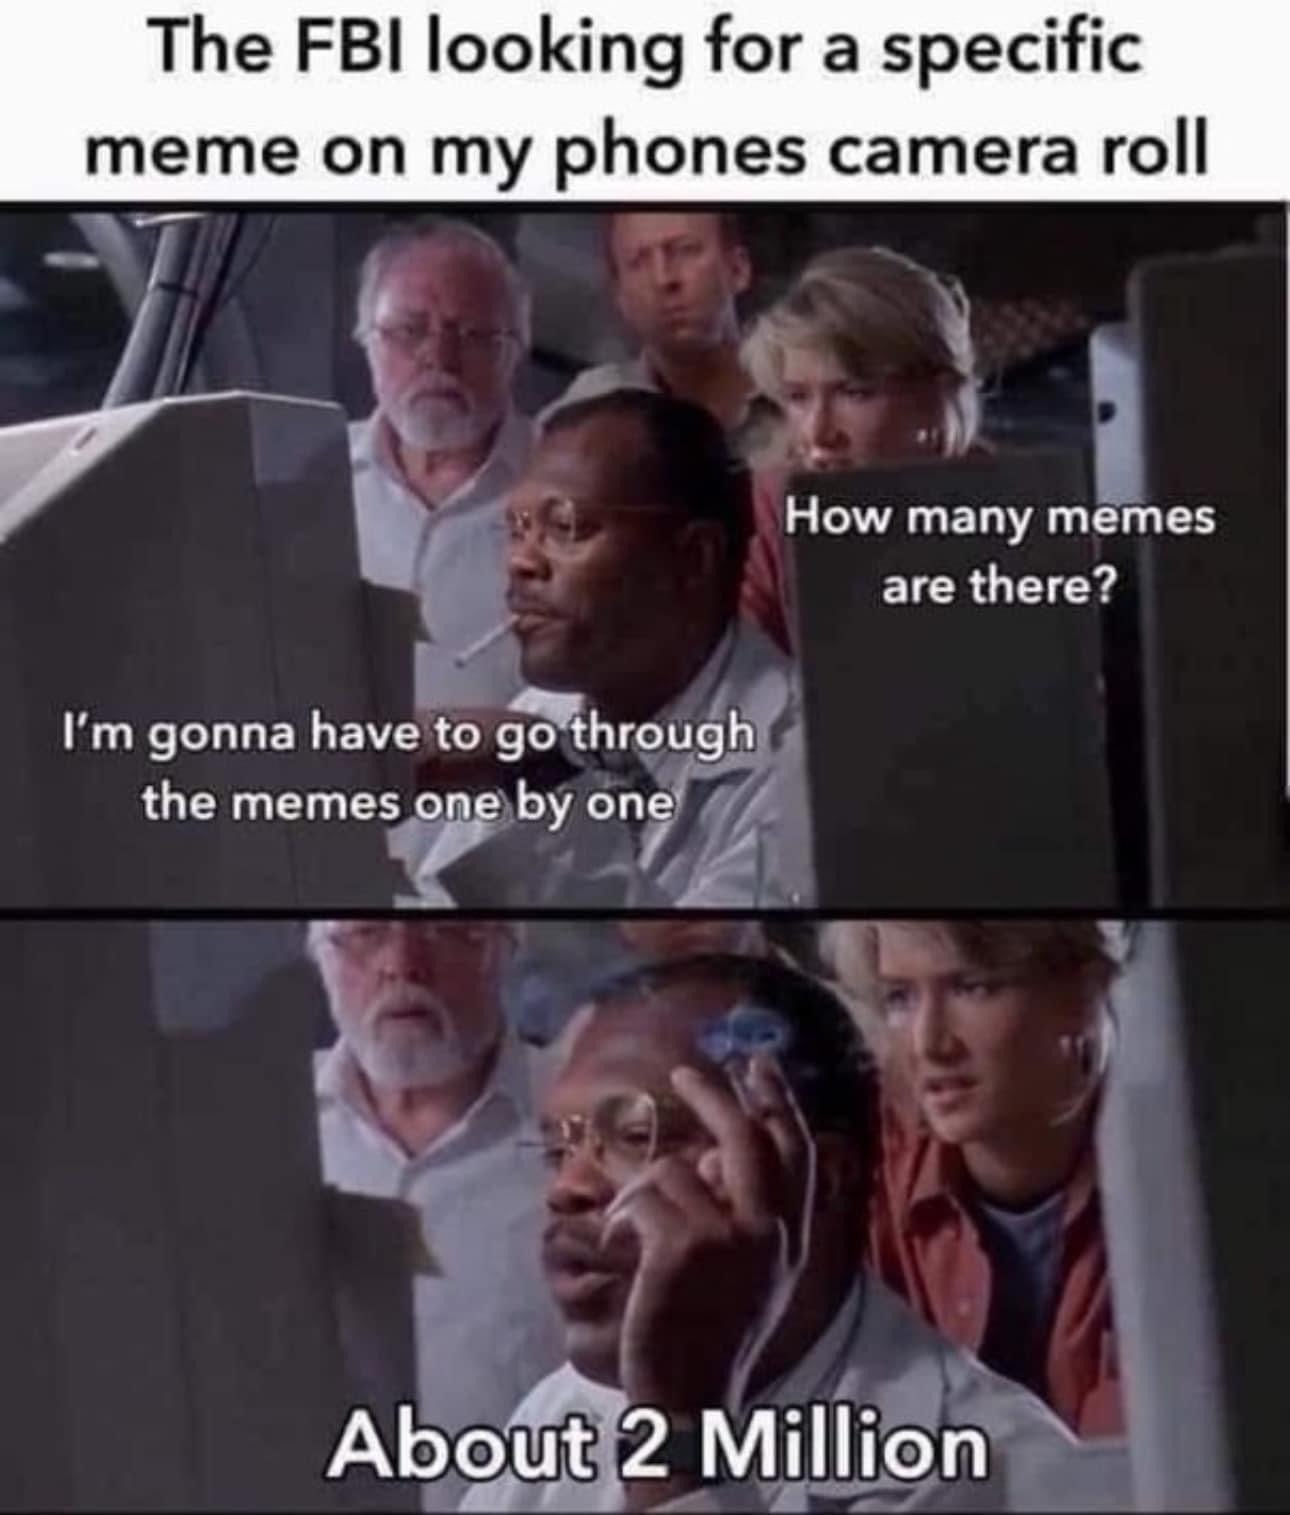 The FBI looking for a specific
meme on my phones camera roll
How many memes
are there?
I'm gonna have to go through
the memes one by one
About 2 Million